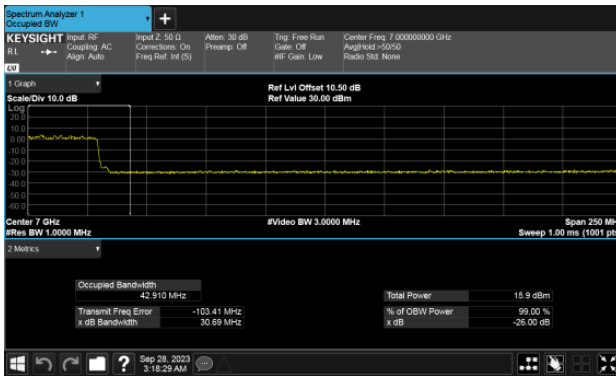 Spectrum Analyzer 1
Occupied BW
+
KEYSIGHT Input: RF Input Z: 50 Ω Atten: 30 dB Trig: Free Run Center Freq: 7.000000000 GHz
RL Coupling: AC Corrections: On Preamp: Off Gate: Off Avg|Hold:>50/50
Align: Auto Freq Ref: Int (S) #IF Gain: Low Radio Std: None
1 Graph
Ref Lvl Offset 10.50 dB
Scale/Div 10.0 dB Ref Value 30.00 dBm
Log
20.0
10.0
0.00
-10.0
-20.0
-30.0
-40.0
-50.0
-60.0
Center 7 GHz #Video BW 3.0000 MHz Span 250 MH
#Res BW 1.0000 MHz Sweep 1.00 ms (1001 pts
2 Metrics
Occupied Bandwidth
42.910 MHz Total Power 15.9 dBm
Transmit Freq Error -103.41 MHz % of OBW Power 99.00 %
x dB Bandwidth 30.69 MHz x dB -26.00 dB
? Sep 28, 2023
3:18:29 AM